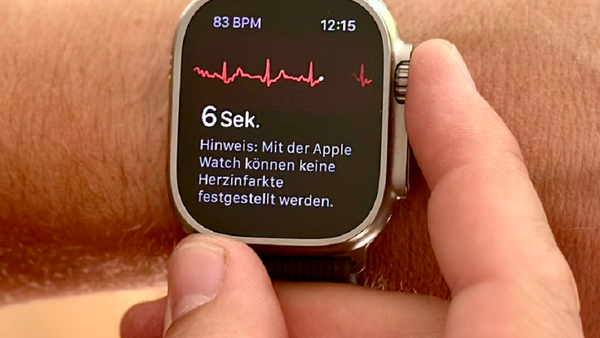 83 BPM 12:15
6 Sek.
Hinweis: Mit der Apple
Watch können keine
Herzinfarkte
festgestellt werden.